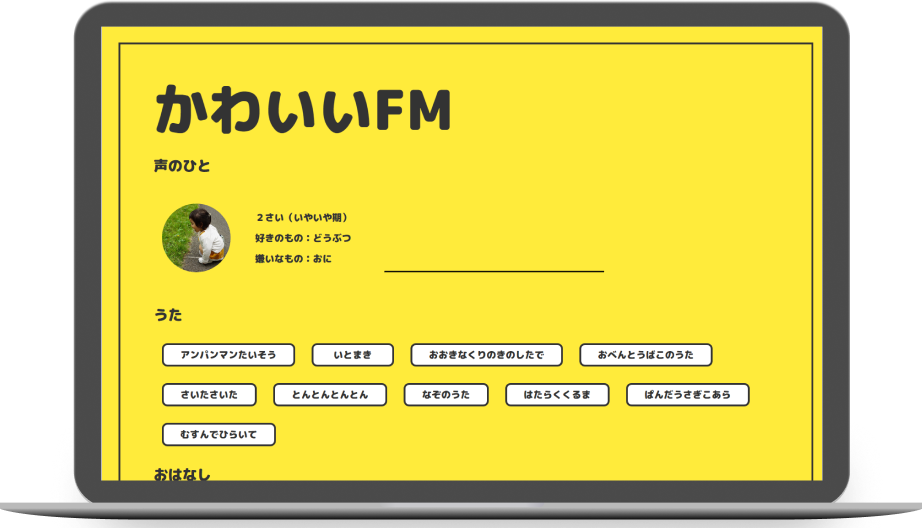 かわいいFM
声のひと
２さい（いやいや期）
好きのもの：どうぶつ
嫌いなもの：おに
うた
アンパンマンたいそう いとまき おおきなくりのきのしたで おべんとうばこのうた
さいたさいた とんとんとんとん なぞのうた はたらくくるま ぱんだうさぎこあら
むすんでひらいて
おはなし